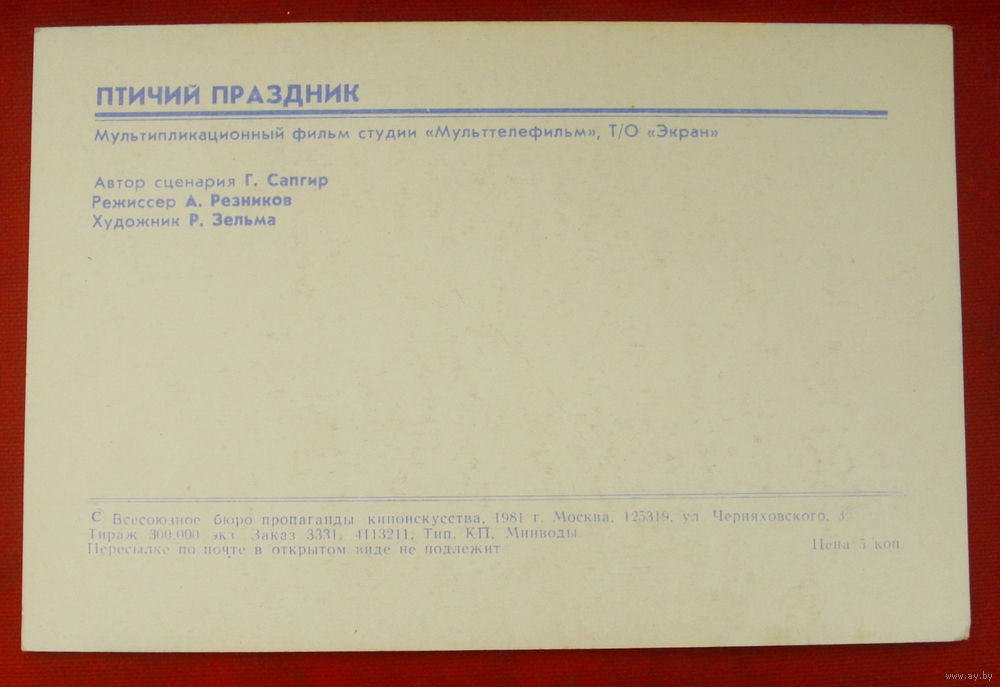 ПТИЧИЙ ПРАЗДНИК
Мультипликационный фильм студии «Мульттелефильм», Т/О «Экран»
Автор сценария Г. Сапгир
Режиссер А. Резников
Художник Р. Зельма
С Всесоюзное бюро пропаганды киноискусства, 1981 г. Москва, 125319, ул. Черняховского, 3
Тираж 300.000 экз. Заказ 3331, 4113211, Тип. КП, Минводы
Пересылке по почте в открытом виде не подлежит
Цена 5 коп
www.ay.by